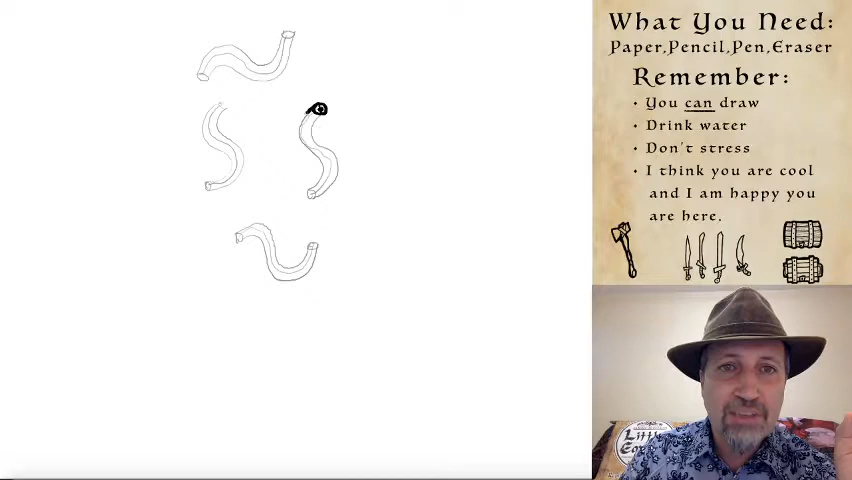 What You Need:
Paper,Pencil,Pen,Eraser
Remember:
• You can draw
• Drink water
• Don't stress
• I think you are cool
and I am happy you
are here.